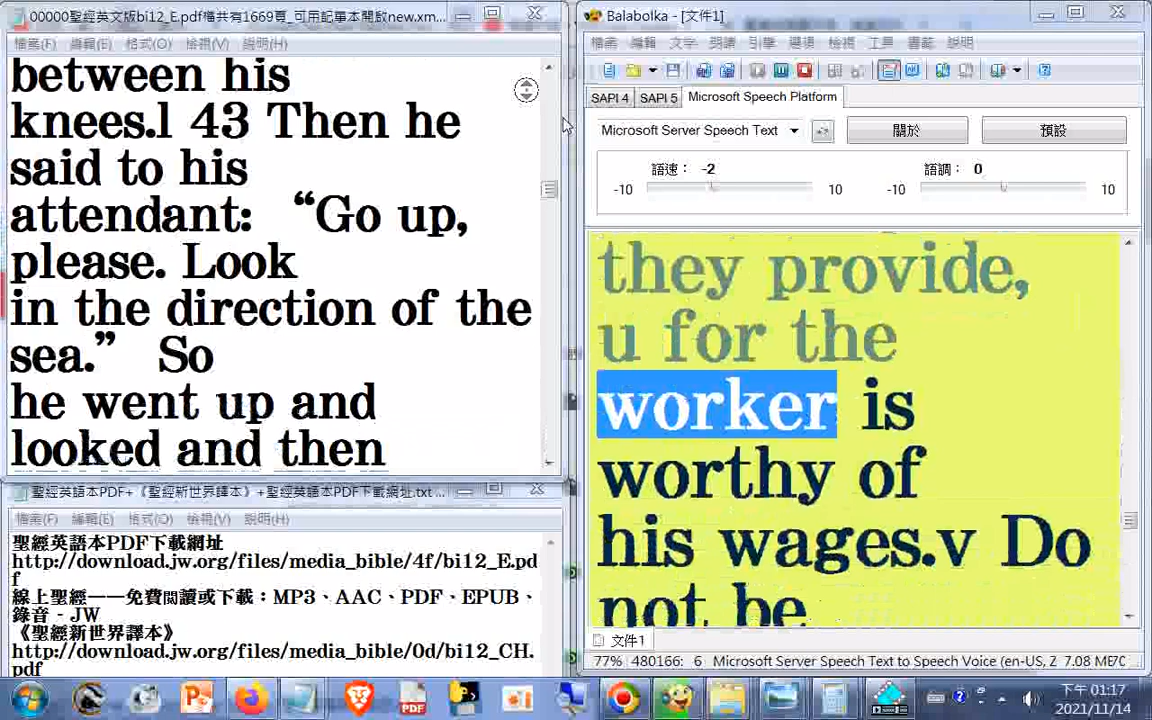 00000聖經英文版bi12_E.pdf檔共有1669頁_可用記事本開啟new.xm...
檔案(F) 編輯(E) 格式(O) 檢視(V) 說明(H)
between his
knees.l 43 Then he
said to his
attendant: “Go up,
please. Look
in the direction of the
sea.” So
he went up and
looked and then
聖經英語本PDF+《聖經新世界譯本》+聖經英語本PDF下載網址.txt ...
檔案(F) 編輯(E) 格式(O) 檢視(V) 說明(H)
聖經英語本PDF下載網址
http://download.jw.org/files/media_bible/4f/bi12_E.pd
f
線上聖經——免費閱讀或下載：MP3、AAC、PDF、EPUB、
錄音 - JW
《聖經新世界譯本》
http://download.jw.org/files/media_bible/0d/bi12_CH.
pdf
Balabolka - [文件1]
檔案 編輯 文字 朗讀 引擎 選項 檢視 工具 書籤 說明
SAPI 4 SAPI 5 Microsoft Speech Platform
Microsoft Server Speech Text 關於 預設
語速： -2 語調： 0
-10 10 -10 10
they provide,
u for the
worker is
worthy of
his wages.v Do
not be
文件1
77% 480166: 6 Microsoft Server Speech Text to Speech Voice (en-US, Z 7.08 ME
下午 01:17
2021/11/14